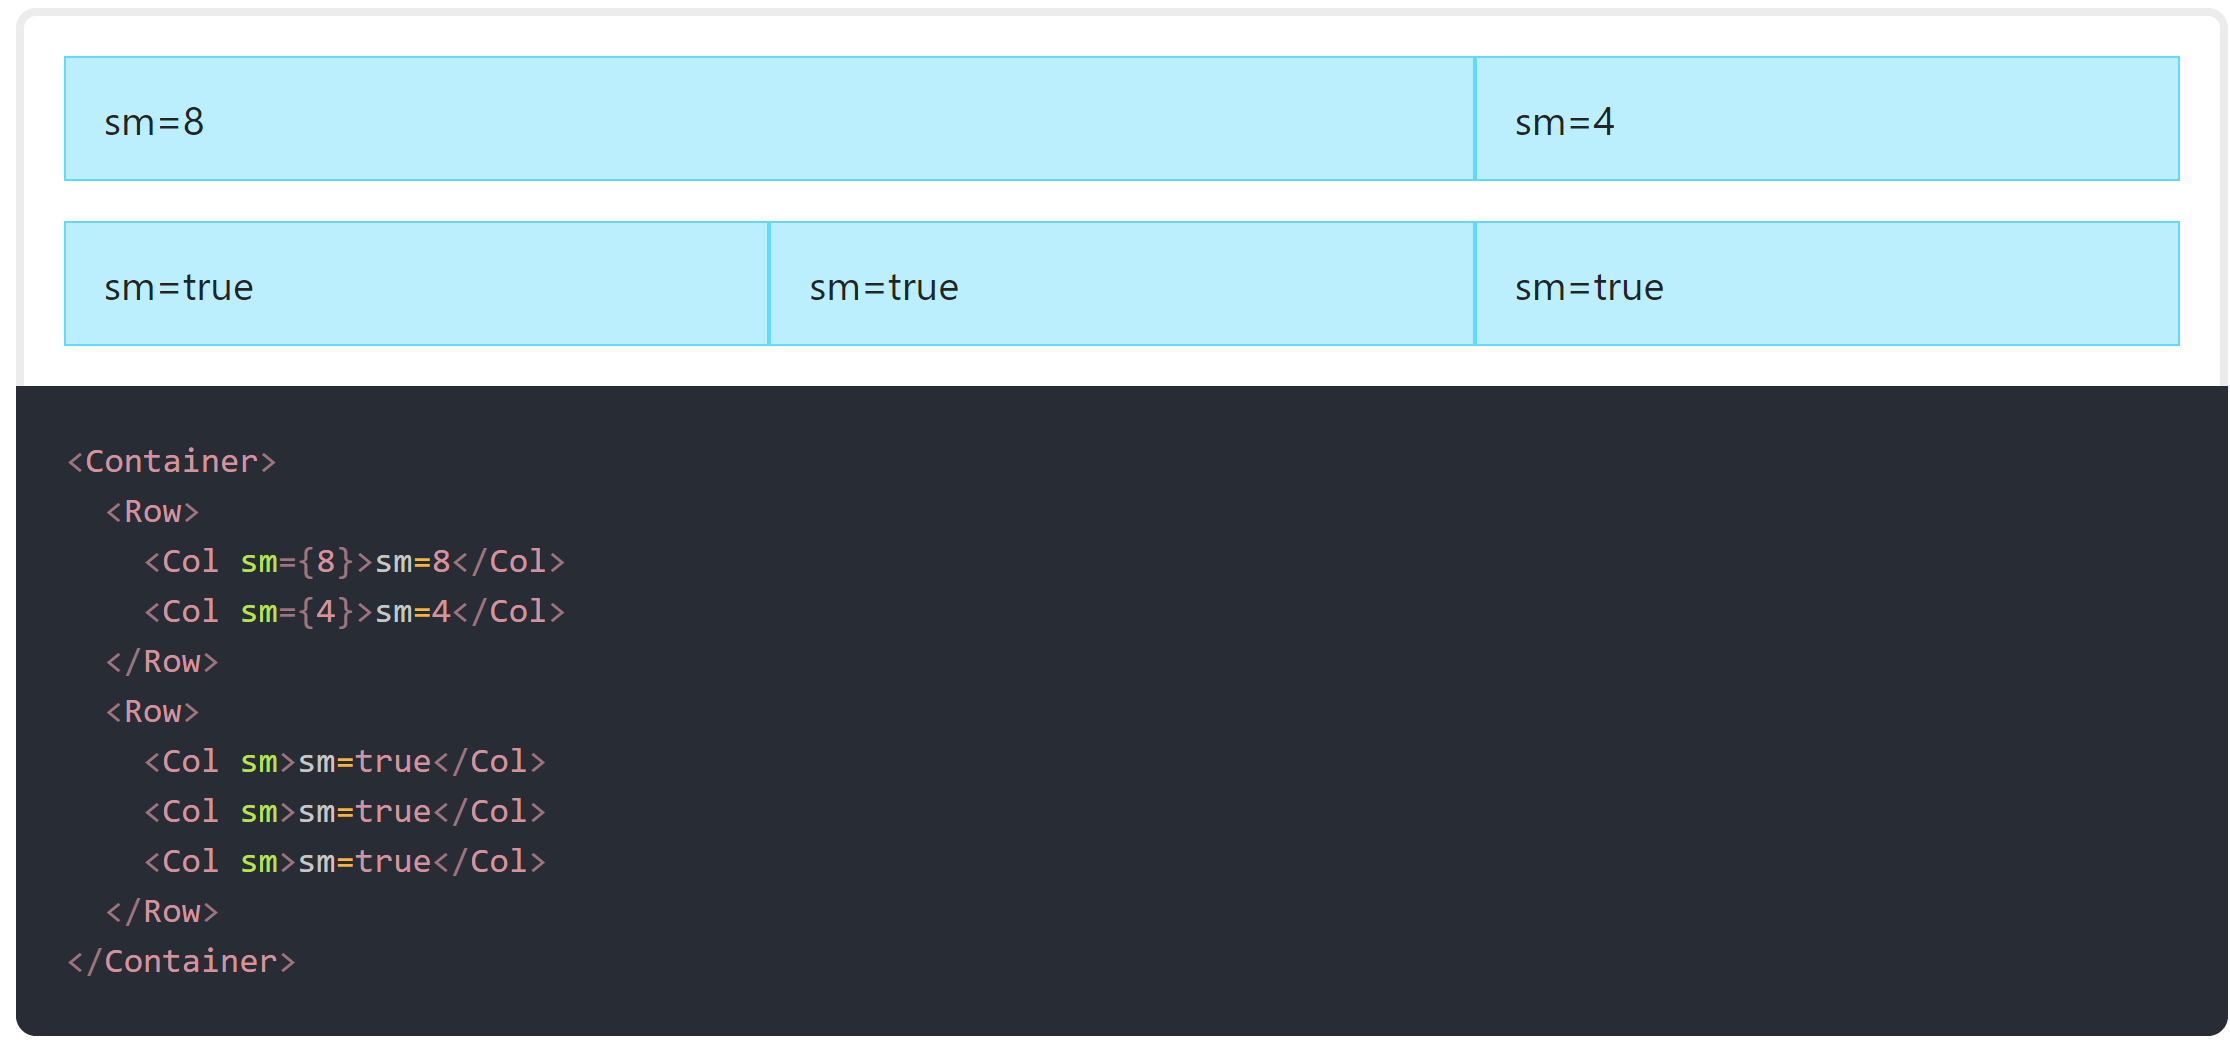 sm=8 sm=4
sm=true sm=true sm=true
<Container>
  <Row>
    <Col sm={8}>sm=8</Col>
    <Col sm={4}>sm=4</Col>
  </Row>
  <Row>
    <Col sm>sm=true</Col>
    <Col sm>sm=true</Col>
    <Col sm>sm=true</Col>
  </Row>
</Container>